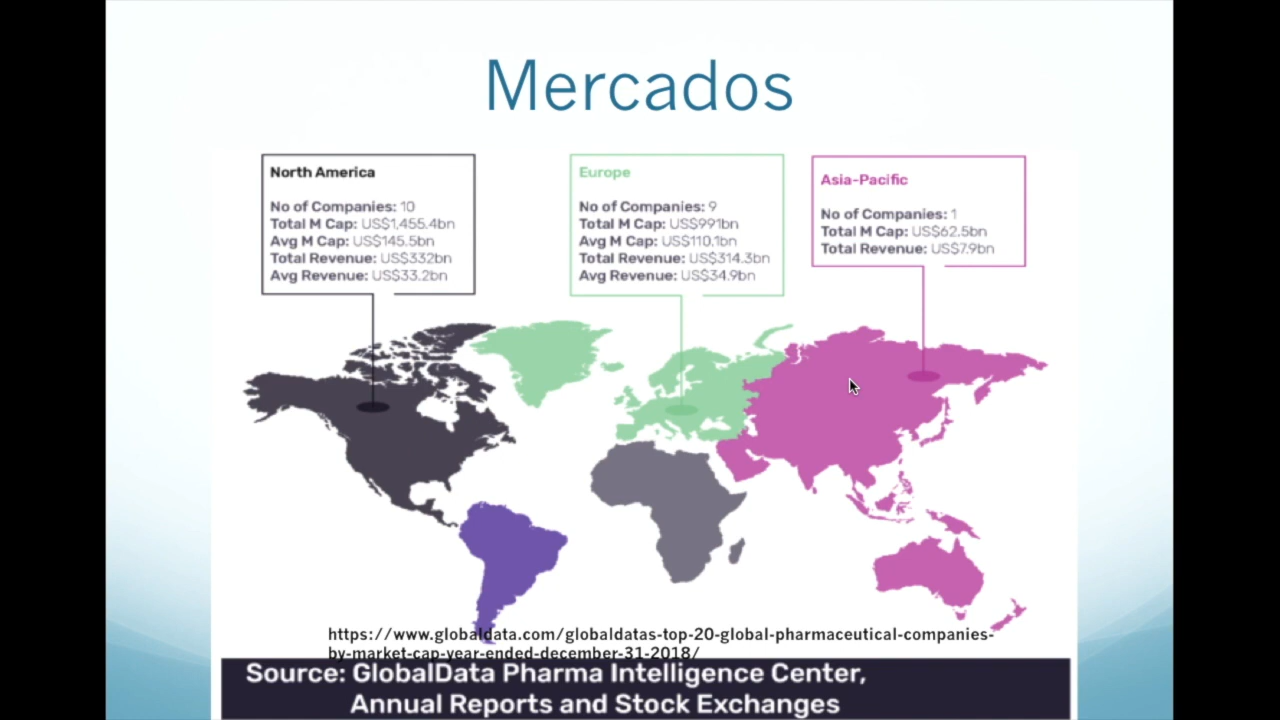 Mercados
North America
No of Companies: 10
Total M Cap: US$1,455.4bn
Avg M Cap: US$145.5bn
Total Revenue: US$332bn
Avg Revenue: US$33.2bn
Europe
No of Companies: 9
Total M Cap: US$991bn
Avg M Cap: US$110.1bn
Total Revenue: US$314.3bn
Avg Revenue: US$34.9bn
Asia-Pacific
No of Companies: 1
Total M Cap: US$62.5bn
Total Revenue: US$7.9bn
https://www.globaldata.com/globaldatas-top-20-global-pharmaceutical-companies-
by-market-cap-year-ended-december-31-2018/
Source: GlobalData Pharma Intelligence Center,
Annual Reports and Stock Exchanges